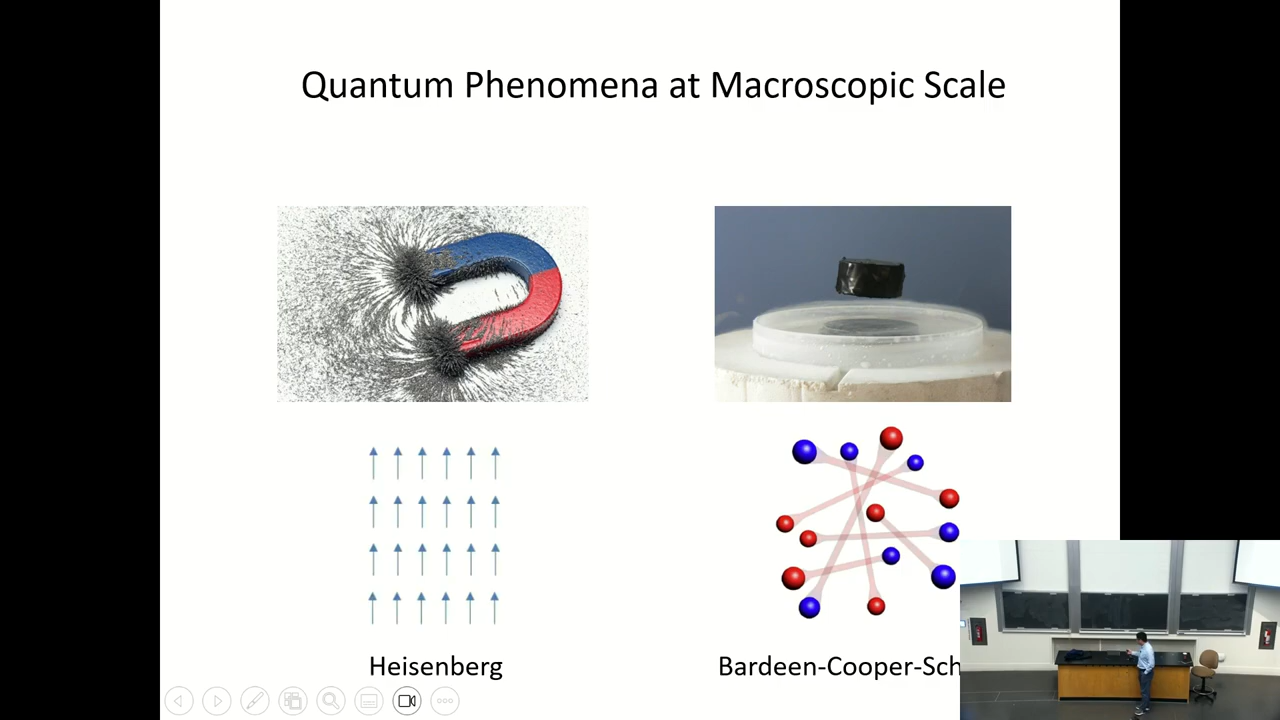 Quantum Phenomena at Macroscopic Scale
Heisenberg
Bardeen-Cooper-Sch